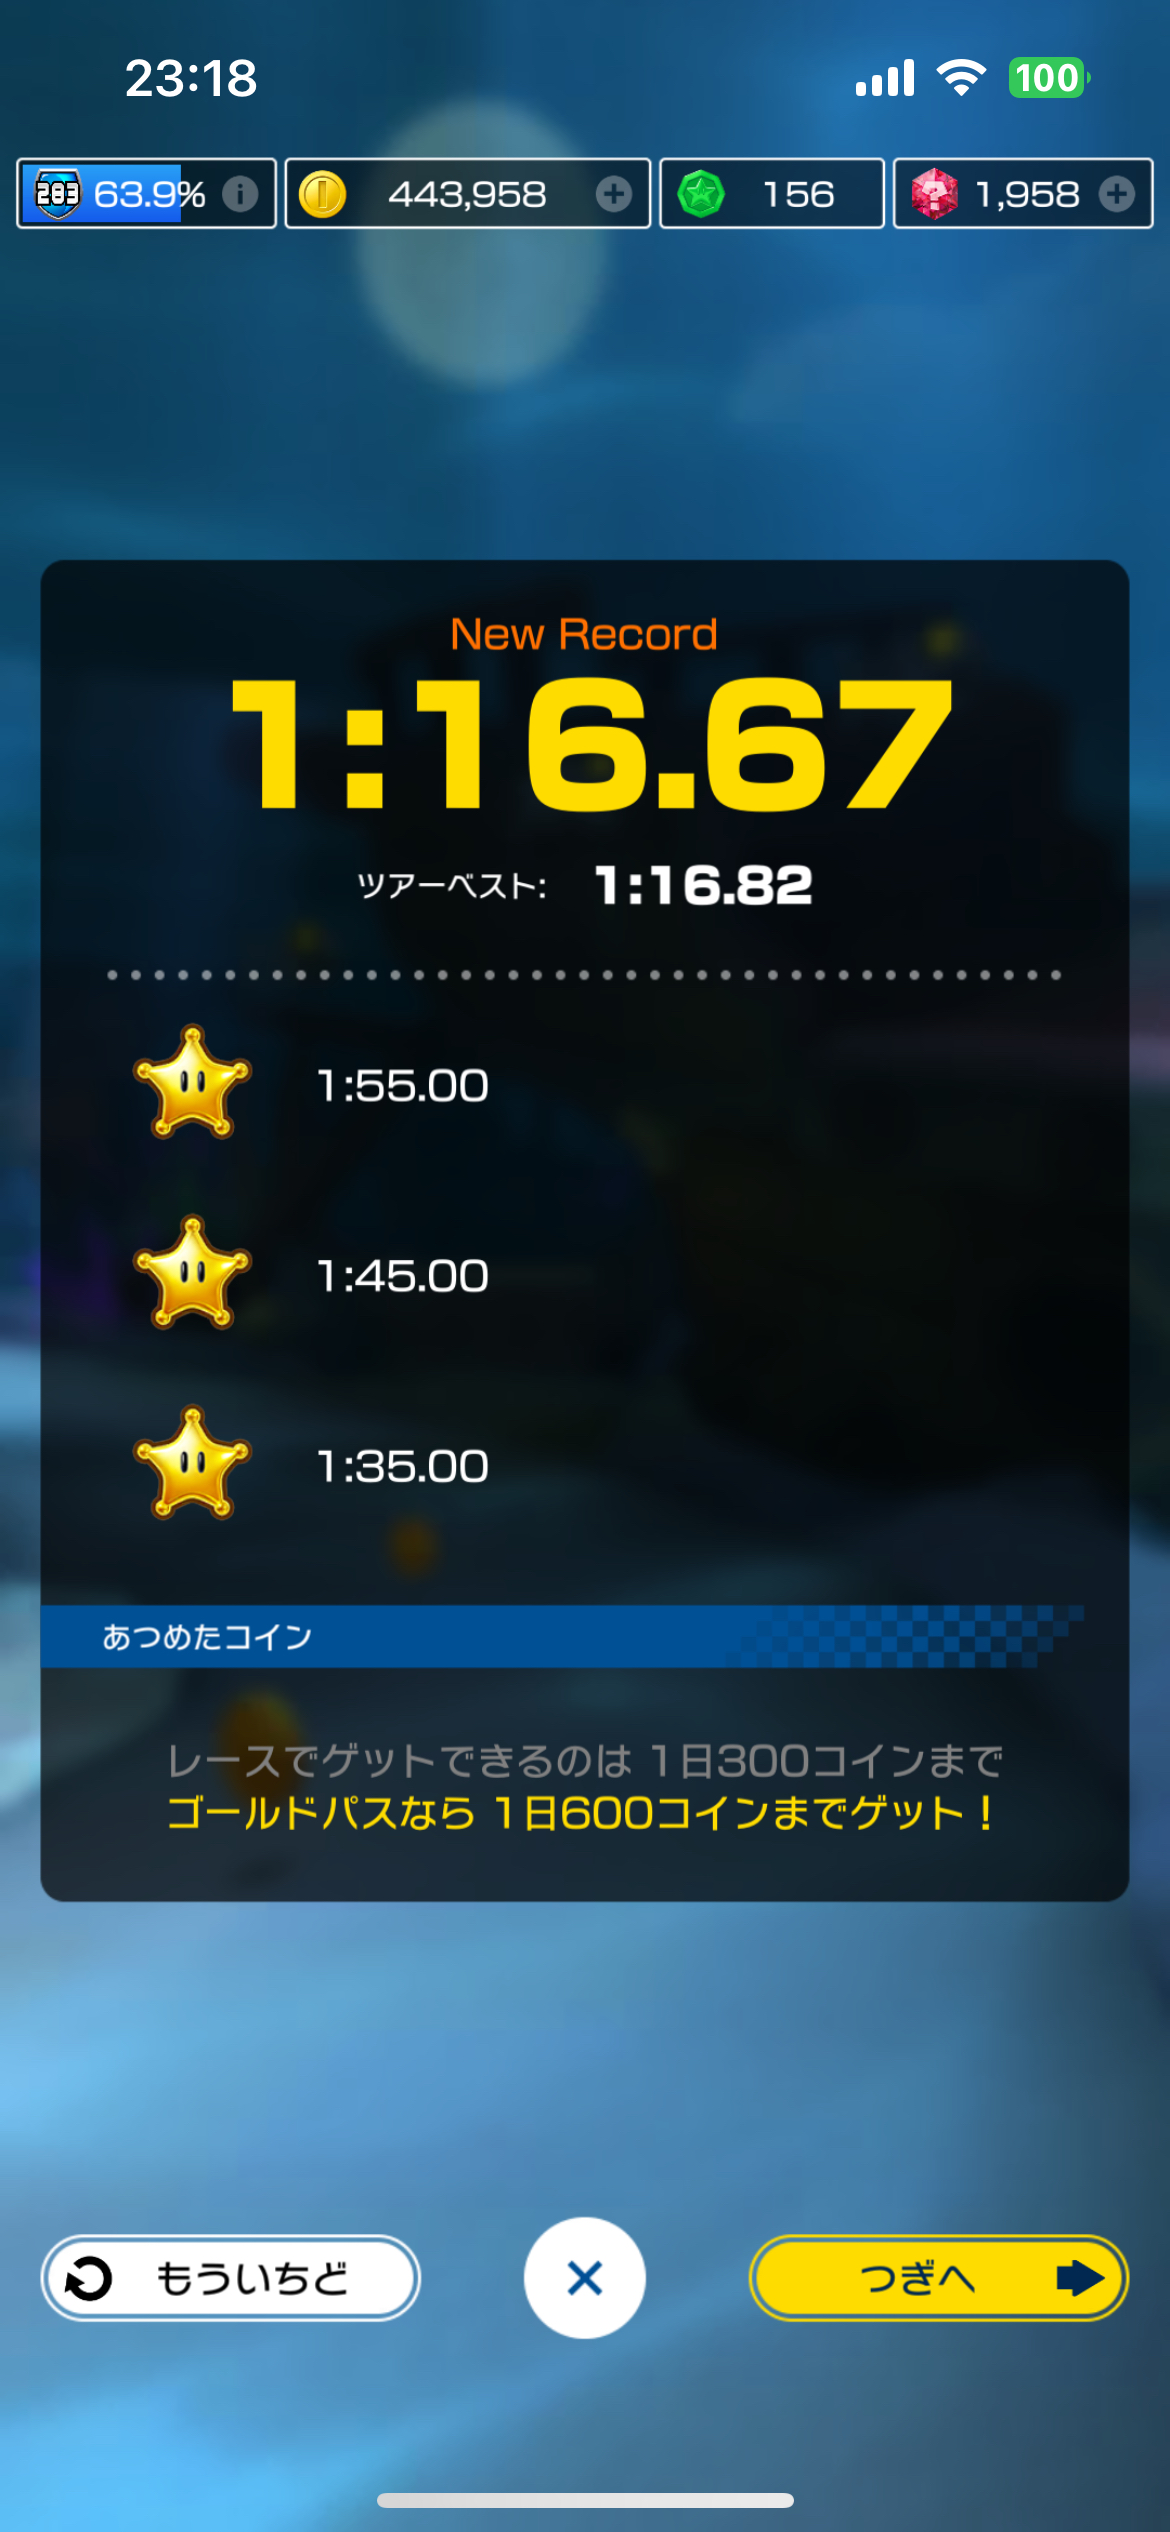 23:18
100
203 63.9% i 443,958 156 1,958
New Record
1:16.67
ツアーベスト: 1:16.82
1:55.00
1:45.00
1:35.00
あつめたコイン
レースでゲットできるのは 1日300コインまで
ゴールドパスなら 1日600コインまでゲット！
もういちど
つぎへ